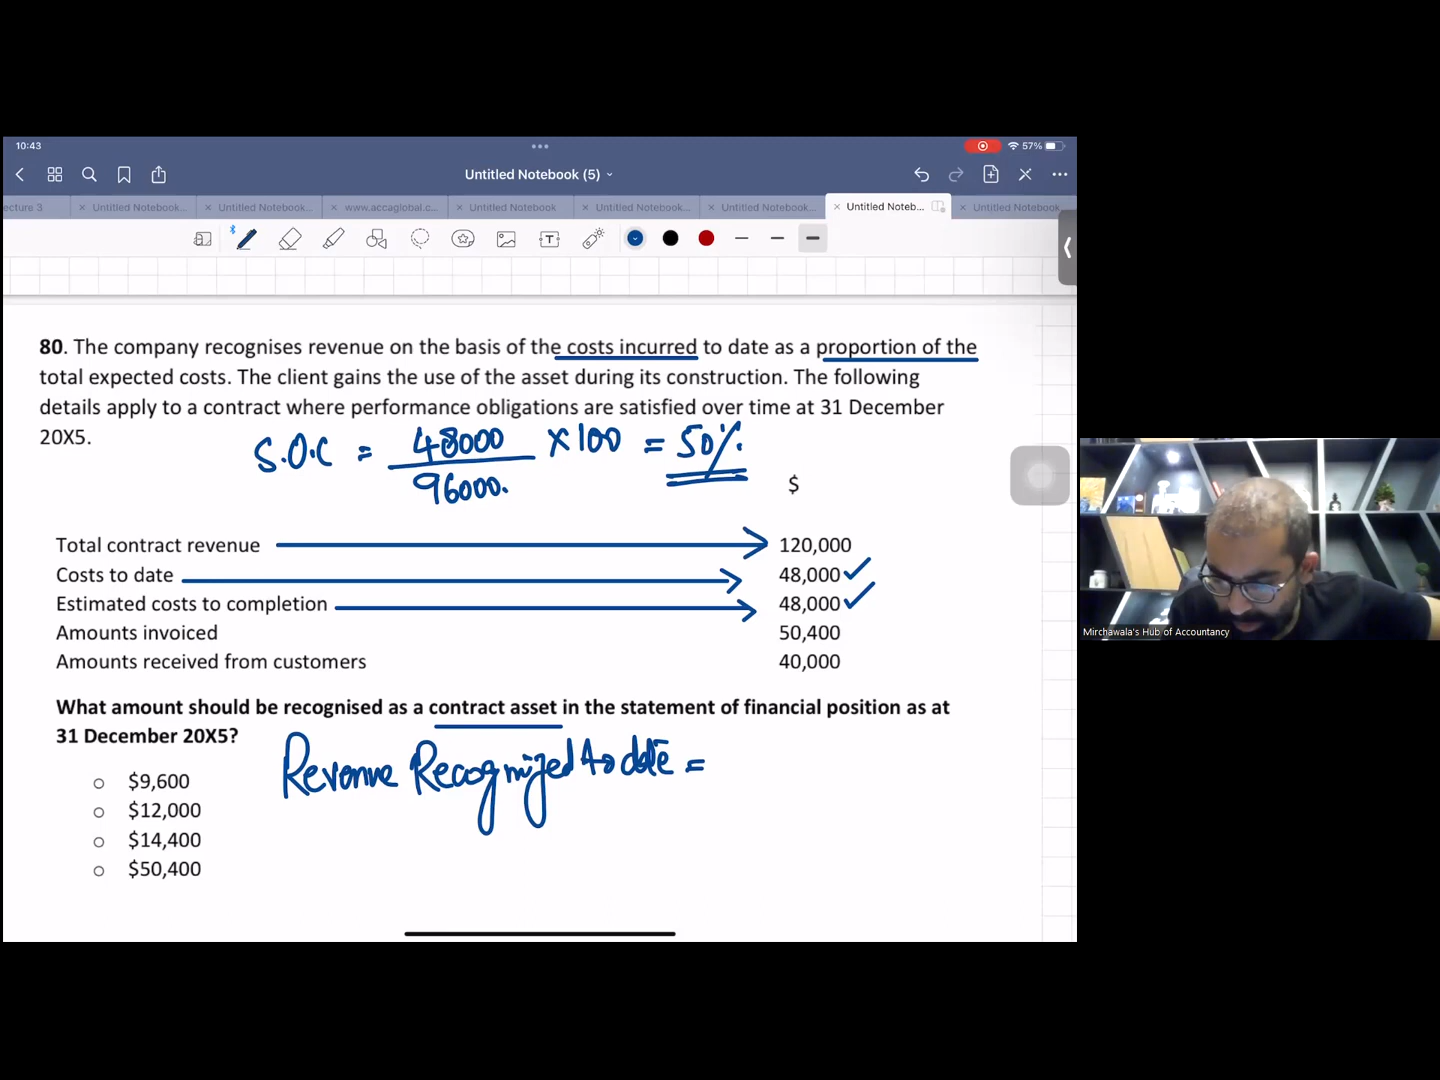 10:43
57%
Untitled Notebook (5)
ecture 3
Untitled Notebook...
Untitled Notebook...
www.accaglobal.c...
Untitled Notebook
Untitled Notebook...
Untitled Notebook...
Untitled Noteb...
Untitled Notebook
80. The company recognises revenue on the basis of the costs incurred to date as a proportion of the
total expected costs. The client gains the use of the asset during its construction. The following
details apply to a contract where performance obligations are satisfied over time at 31 December
20X5.
S.O.C = 48000 / 96000. × 100 = 50%
$
Total contract revenue 120,000
Costs to date 48,000
Estimated costs to completion 48,000
Amounts invoiced 50,400
Amounts received from customers 40,000
What amount should be recognised as a contract asset in the statement of financial position as at
31 December 20X5?
Revenue Recognized to date =
$9,600
$12,000
$14,400
$50,400
Mirchawala's Hub of Accountancy